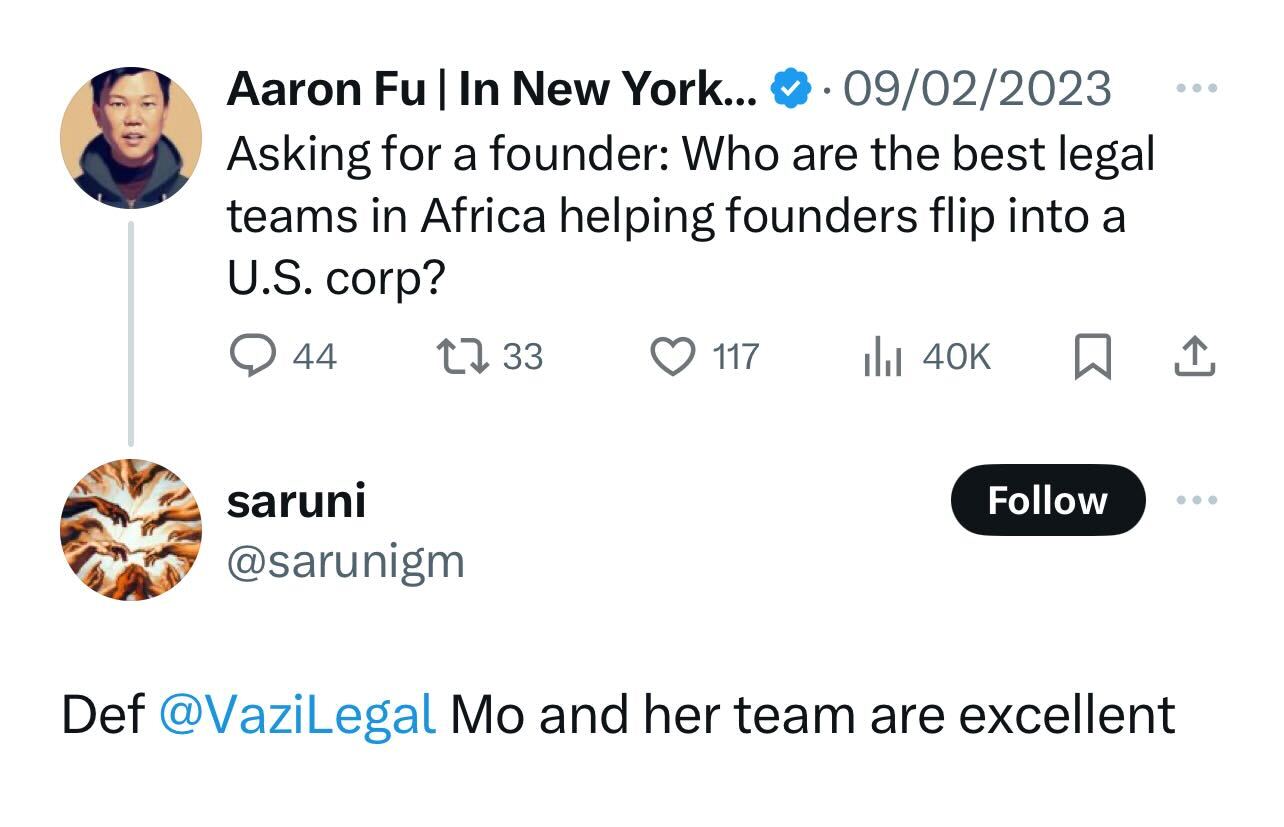 Aaron Fu | In New York... · 09/02/2023
Asking for a founder: Who are the best legal
teams in Africa helping founders flip into a
U.S. corp?
44 33 117 40K
saruni
Follow
@sarunigm
Def @VaziLegal Mo and her team are excellent